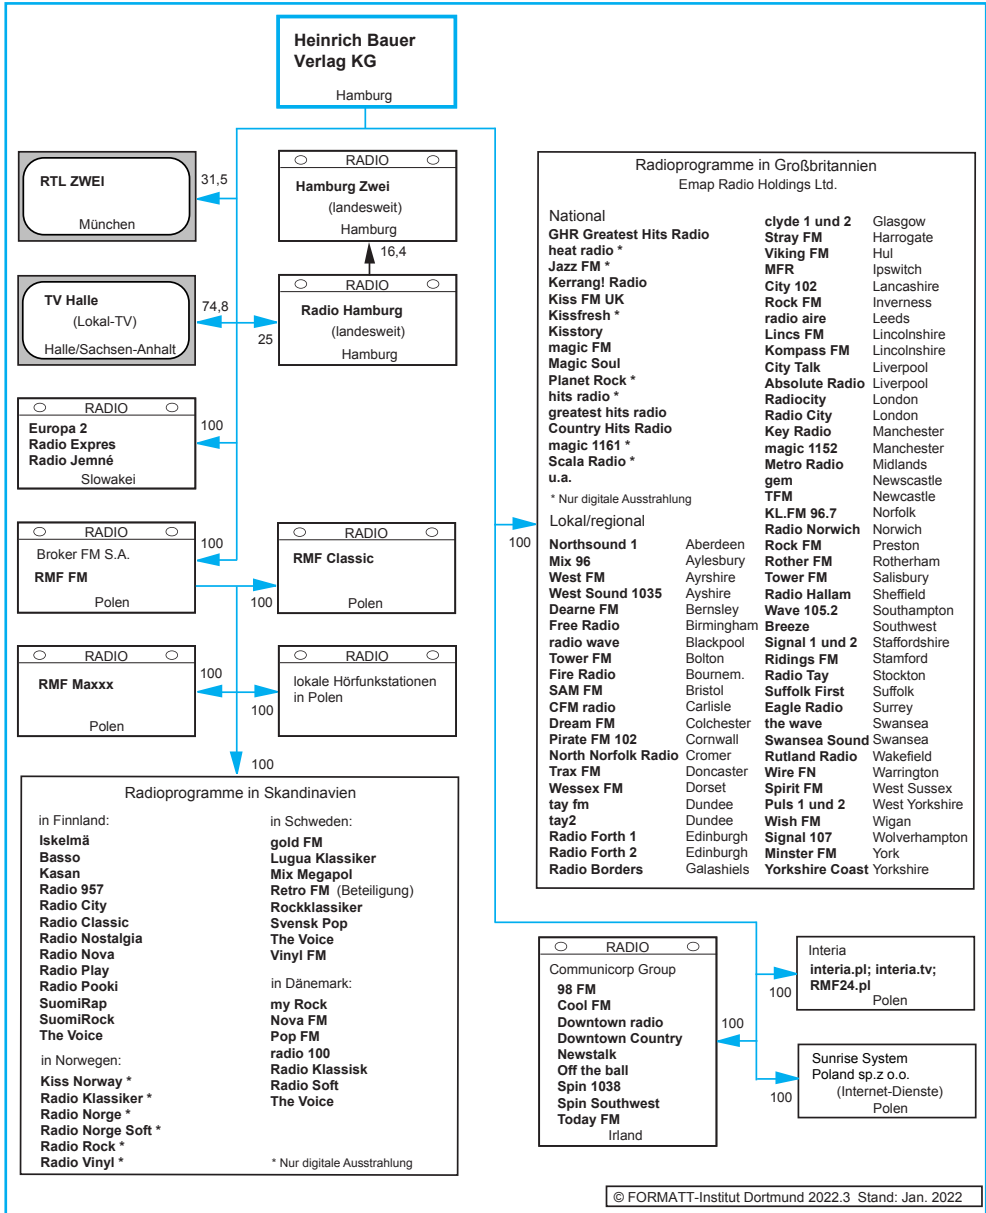 Heinrich Bauer
Verlag KG
Hamburg
RTL ZWEI
München
31,5
RADIO
Hamburg Zwei
(landesweit)
Hamburg
16,4
TV Halle
(Lokal-TV)
Halle/Sachsen-Anhalt
74,8
25
RADIO
Radio Hamburg
(landesweit)
Hamburg
RADIO
Europa 2
Radio Expres
Radio Jemné
Slowakei
100
RADIO
Broker FM S.A.
RMF FM
Polen
100
RADIO
RMF Classic
Polen
100
RADIO
RMF Maxxx
Polen
100
RADIO
lokale Hörfunkstationen
in Polen
100
100
Radioprogramme in Skandinavien
in Finnland:
Iskelmä
Basso
Kasan
Radio 957
Radio City
Radio Classic
Radio Nostalgia
Radio Nova
Radio Play
Radio Pooki
SuomiRap
SuomiRock
The Voice
in Norwegen:
Kiss Norway *
Radio Klassiker *
Radio Norge *
Radio Norge Soft *
Radio Rock *
Radio Vinyl *
in Schweden:
gold FM
Lugua Klassiker
Mix Megapol
Retro FM (Beteiligung)
Rockklassiker
Svensk Pop
The Voice
Vinyl FM
in Dänemark:
my Rock
Nova FM
Pop FM
radio 100
Radio Klassisk
Radio Soft
The Voice
* Nur digitale Ausstrahlung
100
Radioprogramme in Großbritannien
Emap Radio Holdings Ltd.
National
GHR Greatest Hits Radio
heat radio *
Jazz FM *
Kerrang! Radio
Kiss FM UK
Kissfresh *
Kisstory
magic FM
Magic Soul
Planet Rock *
hits radio *
greatest hits radio
Country Hits Radio
magic 1161 *
Scala Radio *
u.a.
* Nur digitale Ausstrahlung
Lokal/regional
Northsound 1 Aberdeen
Mix 96 Aylesbury
West FM Ayrshire
West Sound 1035 Ayshire
Dearne FM Bernsley
Free Radio Birmingham
radio wave Blackpool
Tower FM Bolton
Fire Radio Bournem.
SAM FM Bristol
CFM radio Carlisle
Dream FM Colchester
Pirate FM 102 Cornwall
North Norfolk Radio Cromer
Trax FM Doncaster
Wessex FM Dorset
tay fm Dundee
tay2 Dundee
Radio Forth 1 Edinburgh
Radio Forth 2 Edinburgh
Radio Borders Galashiels
clyde 1 und 2 Glasgow
Stray FM Harrogate
Viking FM Hul
MFR Ipswitch
City 102 Lancashire
Rock FM Inverness
radio aire Leeds
Lincs FM Lincolnshire
Kompass FM Lincolnshire
City Talk Liverpool
Absolute Radio Liverpool
Radiocity London
Radio City London
Key Radio Manchester
magic 1152 Manchester
Metro Radio Midlands
gem Newscastle
TFM Newcastle
KL.FM 96.7 Norfolk
Radio Norwich Norwich
Rock FM Preston
Rother FM Rotherham
Tower FM Salisbury
Radio Hallam Sheffield
Wave 105.2 Southampton
Breeze Southwest
Signal 1 und 2 Staffordshire
Ridings FM Stamford
Radio Tay Stockton
Suffolk First Suffolk
Eagle Radio Surrey
the wave Swansea
Swansea Sound Swansea
Rutland Radio Wakefield
Wire FN Warrington
Spirit FM West Sussex
Puls 1 und 2 West Yorkshire
Wish FM Wigan
Signal 107 Wolverhampton
Minster FM York
Yorkshire Coast Yorkshire
RADIO
Communicorp Group
98 FM
Cool FM
Downtown radio
Downtown Country
Newstalk
Off the ball
Spin 1038
Spin Southwest
Today FM
Irland
100
Interia
interia.pl; interia.tv;
RMF24.pl
Polen
100
Sunrise System
Poland sp.z o.o.
(Internet-Dienste)
Polen
100
© FORMATT-Institut Dortmund 2022.3 Stand: Jan. 2022